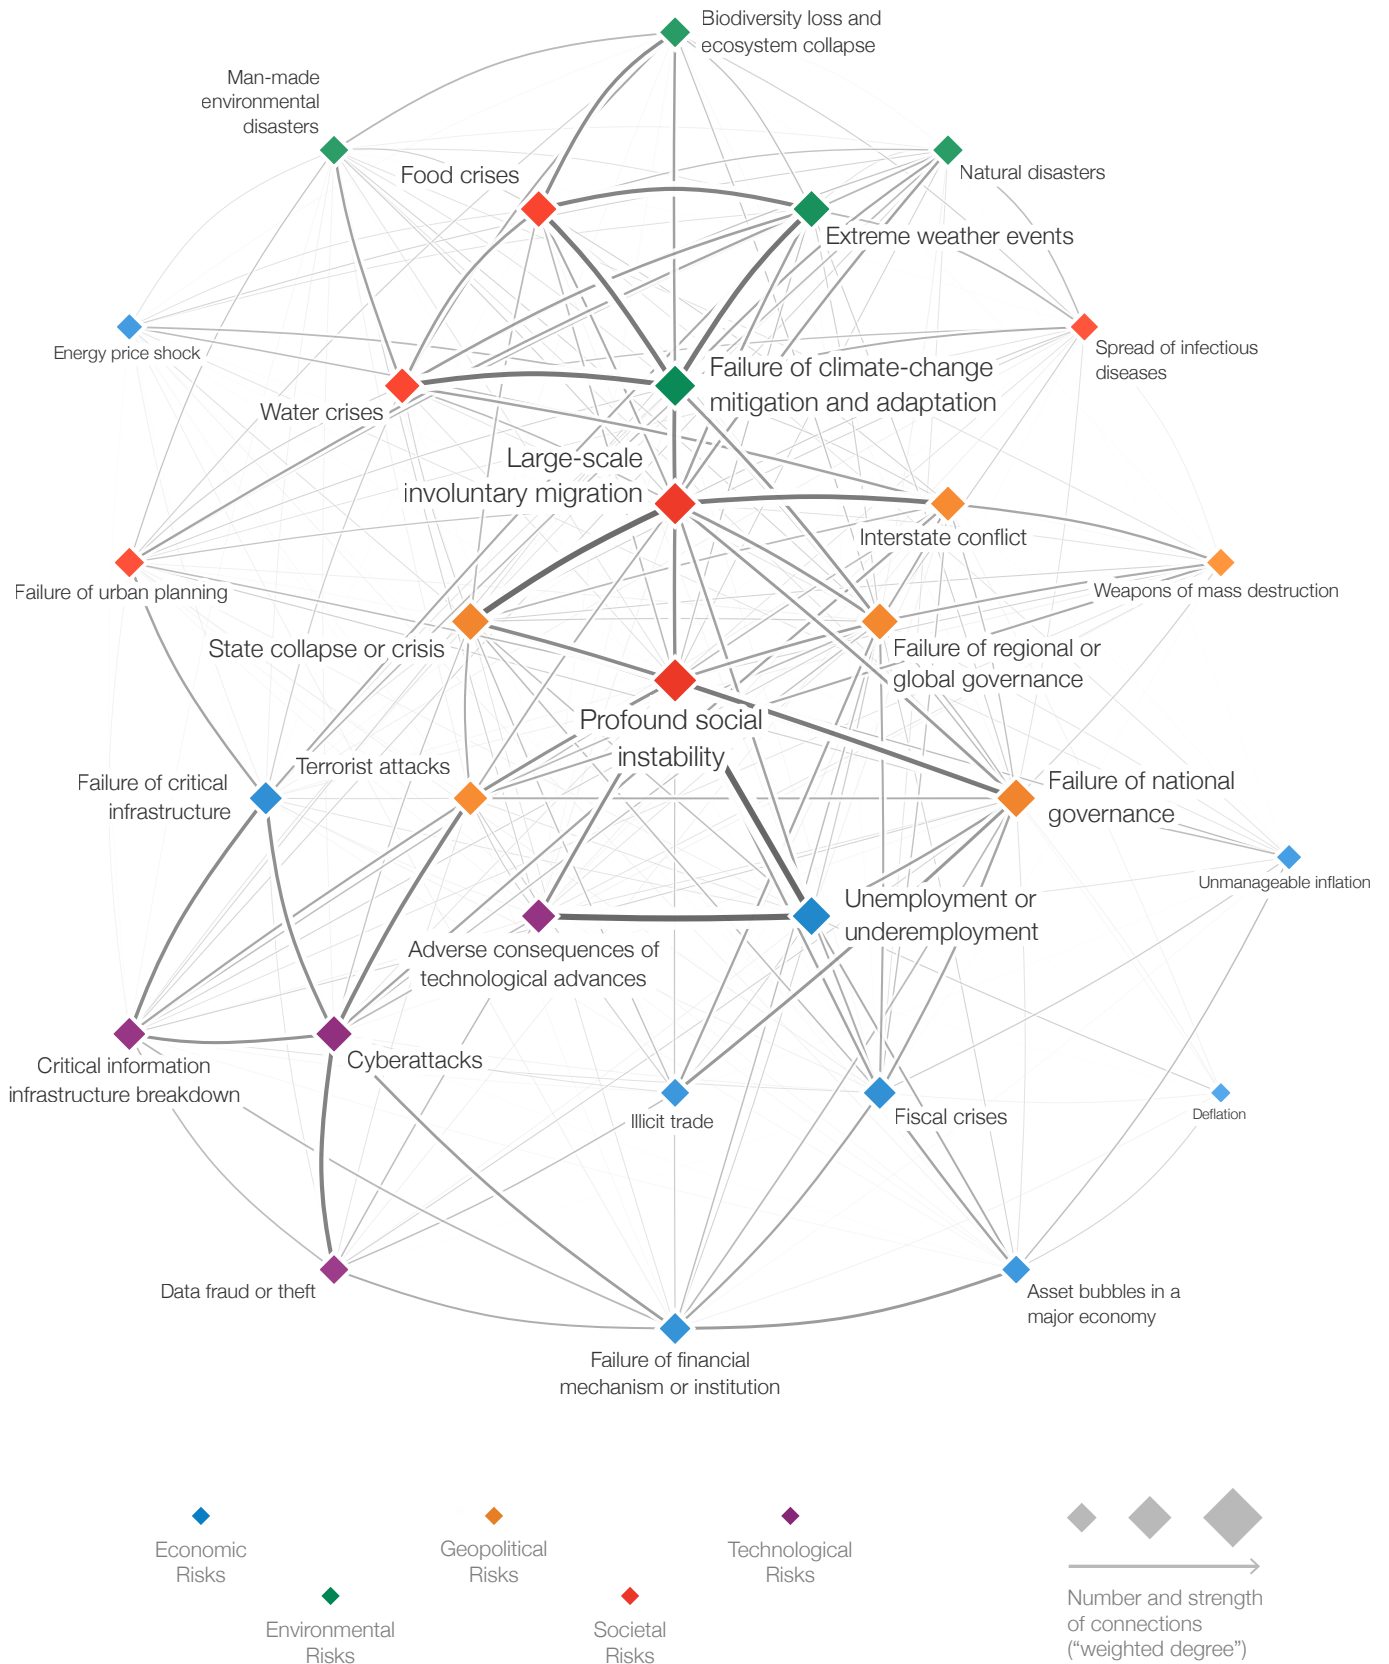 Biodiversity loss and
ecosystem collapse
Man-made
environmental
disasters
Food crises
Natural disasters
Extreme weather events
Energy price shock
Spread of infectious
diseases
Water crises
Failure of climate-change
mitigation and adaptation
Large-scale
involuntary migration
Interstate conflict
Failure of urban planning
Weapons of mass destruction
State collapse or crisis
Failure of regional or
global governance
Profound social
instability
Terrorist attacks
Failure of critical
infrastructure
Failure of national
governance
Unmanageable inflation
Unemployment or
underemployment
Adverse consequences of
technological advances
Critical information
infrastructure breakdown
Cyberattacks
Illicit trade
Fiscal crises
Deflation
Data fraud or theft
Asset bubbles in a
major economy
Failure of financial
mechanism or institution
Economic
Risks
Geopolitical
Risks
Technological
Risks
Environmental
Risks
Societal
Risks
Number and strength
of connections
(“weighted degree”)